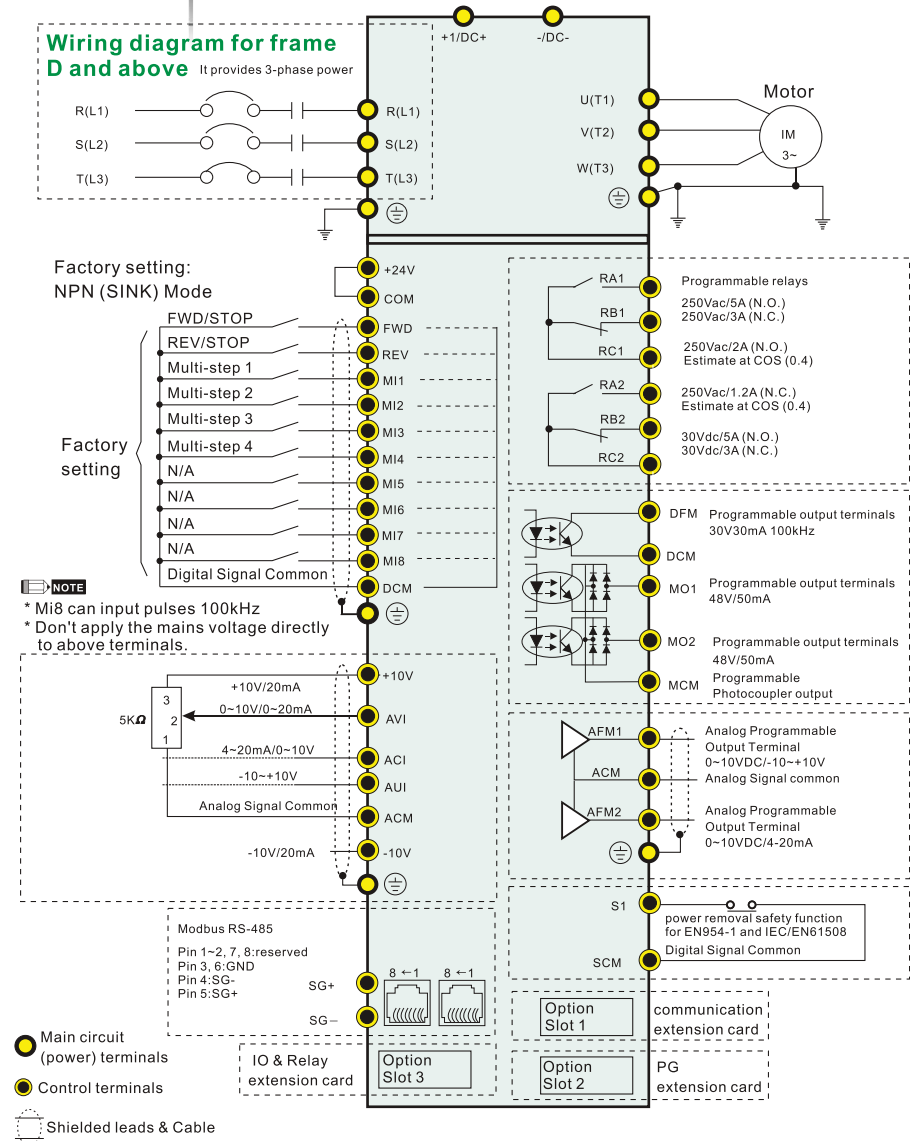 +1/DC+
-/DC-
Wiring diagram for frame
D and above It provides 3-phase power
R(L1)
R(L1)
S(L2)
S(L2)
T(L3)
T(L3)
U(T1)
V(T2)
W(T3)
Motor
IM
3~
Factory setting:
NPN (SINK) Mode
+24V
COM
FWD/STOP
FWD
REV/STOP
REV
Multi-step 1
MI1
Multi-step 2
MI2
Multi-step 3
MI3
Multi-step 4
MI4
N/A
MI5
N/A
MI6
N/A
MI7
N/A
MI8
Digital Signal Common
DCM
Factory
setting
NOTE
* Mi8 can input pulses 100kHz
* Don't apply the mains voltage directly
to above terminals.
RA1
RB1
RC1
RA2
RB2
RC2
Programmable relays
250Vac/5A (N.O.)
250Vac/3A (N.C.)
250Vac/2A (N.O.)
Estimate at COS (0.4)
250Vac/1.2A (N.C.)
Estimate at COS (0.4)
30Vdc/5A (N.O.)
30Vdc/3A (N.C.)
DFM
Programmable output terminals
30V30mA 100kHz
DCM
MO1
Programmable output terminals
48V/50mA
MO2
Programmable output terminals
48V/50mA
MCM
Programmable
Photocoupler output
+10V/20mA
+10V
5KΩ
3
2
1
0~10V/0~20mA
AVI
4~20mA/0~10V
ACI
-10~+10V
AUI
Analog Signal Common
ACM
-10V/20mA
-10V
AFM1
Analog Programmable
Output Terminal
0~10VDC/-10~+10V
ACM
Analog Signal common
AFM2
Analog Programmable
Output Terminal
0~10VDC/4-20mA
S1
power removal safety function
for EN954-1 and IEC/EN61508
Digital Signal Common
SCM
Modbus RS-485
Pin 1~2, 7, 8:reserved
Pin 3, 6:GND
Pin 4:SG-
Pin 5:SG+
SG+
SG−
8 ←1
8 ←1
Option
Slot 1
communication
extension card
IO & Relay
extension card
Option
Slot 3
Option
Slot 2
PG
extension card
Main circuit
(power) terminals
Control terminals
Shielded leads & Cable